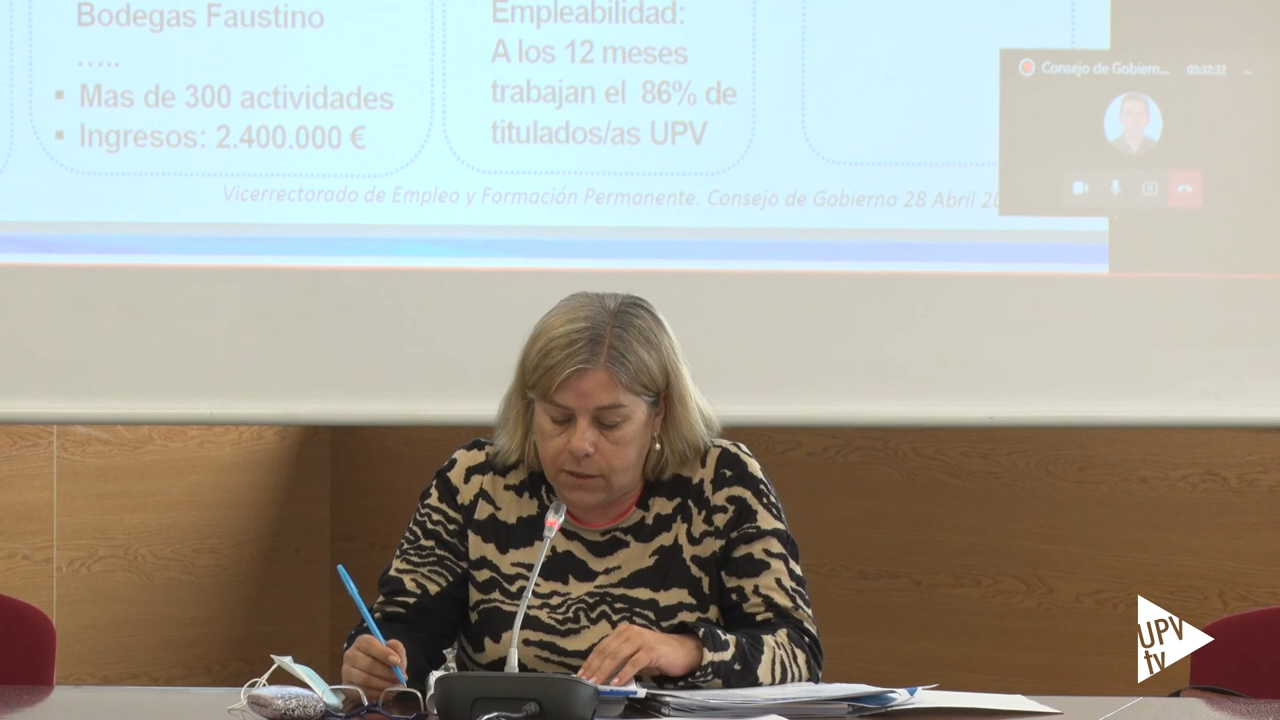 Bodegas Faustino
.....
▪ Mas de 300 actividades
▪ Ingresos: 2.400.000 €
Empleabilidad:
A los 12 meses
trabajan el 86% de
titulados/as UPV
Vicerrectorado de Empleo y Formación Permanente. Consejo de Gobierno 28 Abril 20
Consejo de Gobiern... 03:32:33 ...
UPV
tv